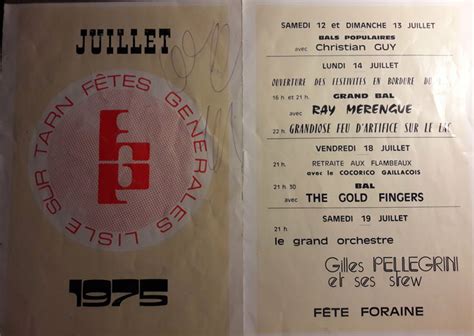 JUILLET
LISLE SUR TARN FÊTES GENERALES
FGL
1975
SAMEDI 12 et DIMANCHE 13 JUILLET
BALS POPULAIRES
avec Christian GUY
LUNDI 14 JUILLET
OUVERTURE DES FESTIVITES EN BORDURE DU
16 h et 21 h. GRAND BAL
avec RAY MERENGUE
22 h. GRANDIOSE FEU D'ARTIFICE SUR LE LAC
VENDREDI 18 JUILLET
21 h. RETRAITE AUX FLAMBEAUX
avec le COCORICO GAILLACOIS
21 h 30 BAL
avec THE GOLD FINGERS
SAMEDI 19 JUILLET
21 h.
le grand orchestre
Gilles PELLEGRINI
et ses stew
FÊTE FORAINE